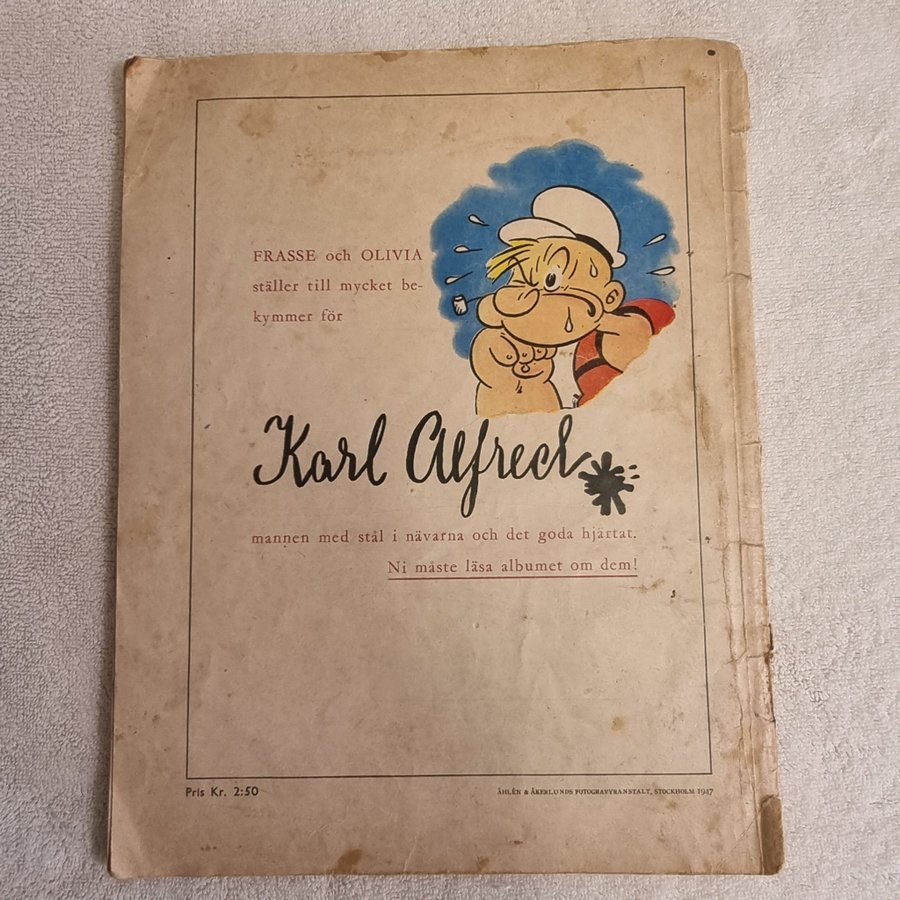 FRASSE och OLIVIA
ställer till mycket be-
kymmer för
Karl Alfred
mannen med stål i nävarna och det goda hjärtat.
Ni måste läsa albumet om dem!
Pris Kr. 2:50
ÅHLÉN & ÅKERLUNDS FOTOGRAVYRANSTALT, STOCKHOLM 1947